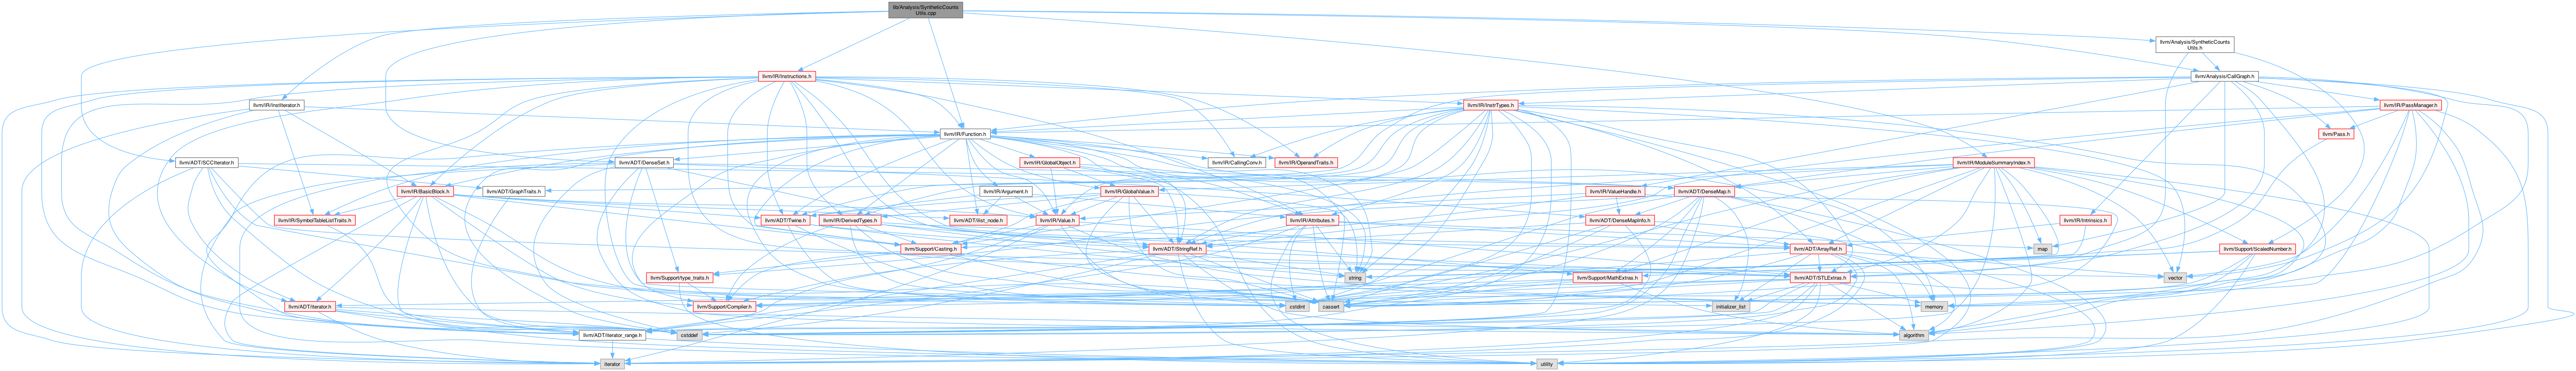 lib/Analysis/SyntheticCounts
Utils.cpp
llvm/Analysis/SyntheticCounts
Utils.h
llvm/IR/Instructions.h
llvm/Analysis/CallGraph.h
llvm/IR/InstIterator.h
llvm/IR/InstrTypes.h
llvm/IR/PassManager.h
llvm/IR/Function.h
llvm/Pass.h
llvm/ADT/SCCIterator.h
llvm/ADT/DenseSet.h
llvm/IR/GlobalObject.h
llvm/IR/CallingConv.h
llvm/IR/OperandTraits.h
llvm/IR/ModuleSummaryIndex.h
llvm/IR/BasicBlock.h
llvm/ADT/GraphTraits.h
llvm/IR/Argument.h
llvm/IR/GlobalValue.h
llvm/IR/ValueHandle.h
llvm/ADT/DenseMap.h
llvm/IR/SymbolTableListTraits.h
llvm/ADT/Twine.h
llvm/IR/DerivedTypes.h
llvm/ADT/ilist_node.h
llvm/IR/Value.h
llvm/IR/Attributes.h
llvm/ADT/DenseMapInfo.h
llvm/IR/Intrinsics.h
llvm/Support/Casting.h
llvm/ADT/StringRef.h
llvm/ADT/ArrayRef.h
map
llvm/Support/ScaledNumber.h
llvm/Support/type_traits.h
string
llvm/Support/MathExtras.h
llvm/ADT/STLExtras.h
vector
llvm/ADT/iterator.h
llvm/Support/Compiler.h
cstdint
cassert
initializer_list
memory
llvm/ADT/iterator_range.h
cstddef
algorithm
iterator
utility